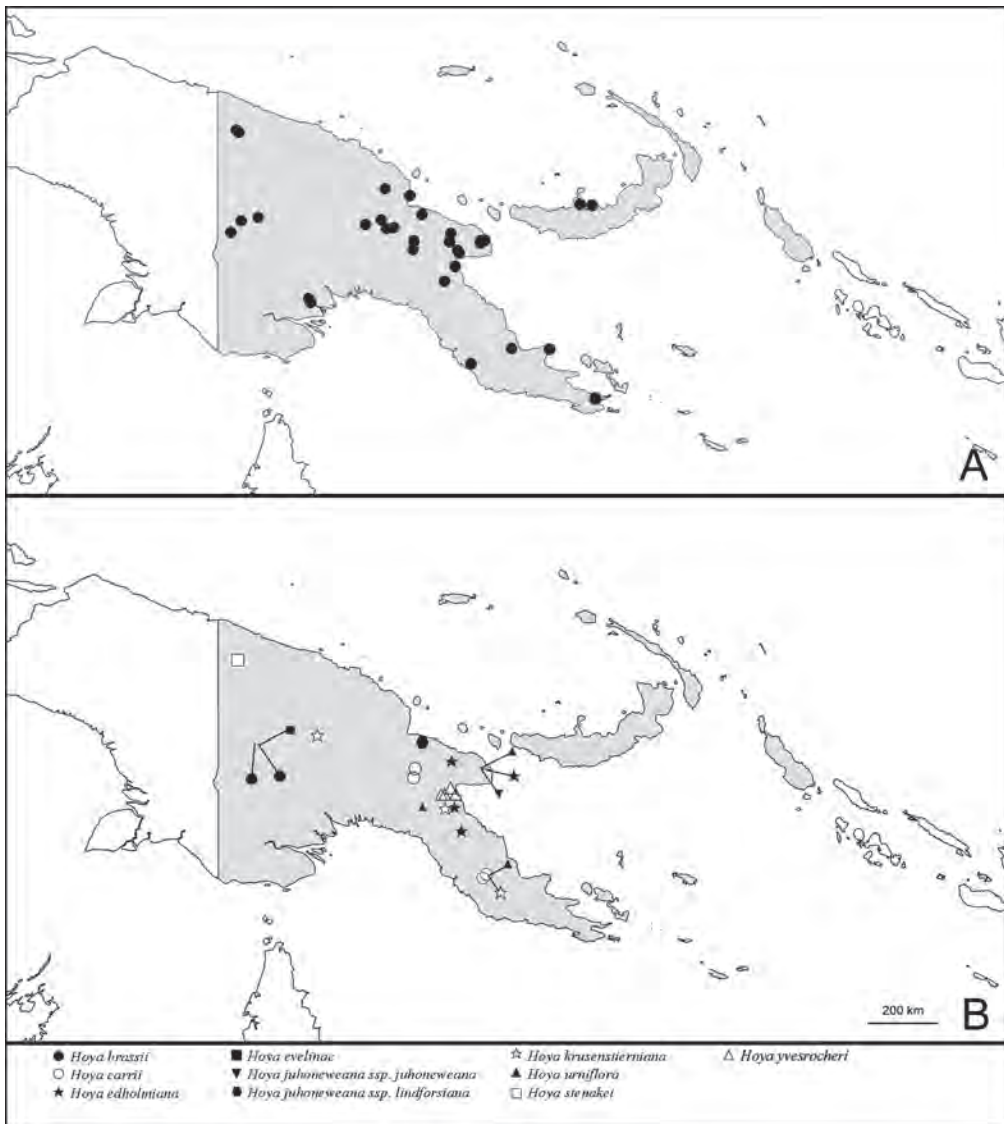 A
B
200 km
Hoya brassii Hoya evelinae Hoya krusenstierniana Hoya yvesrocheri
Hoya carrii Hoya juhoneweana ssp. juhoneweana Hoya urniflora
Hoya edholmiana Hoya juhoneweana ssp. lindforsiana Hoya stenakei